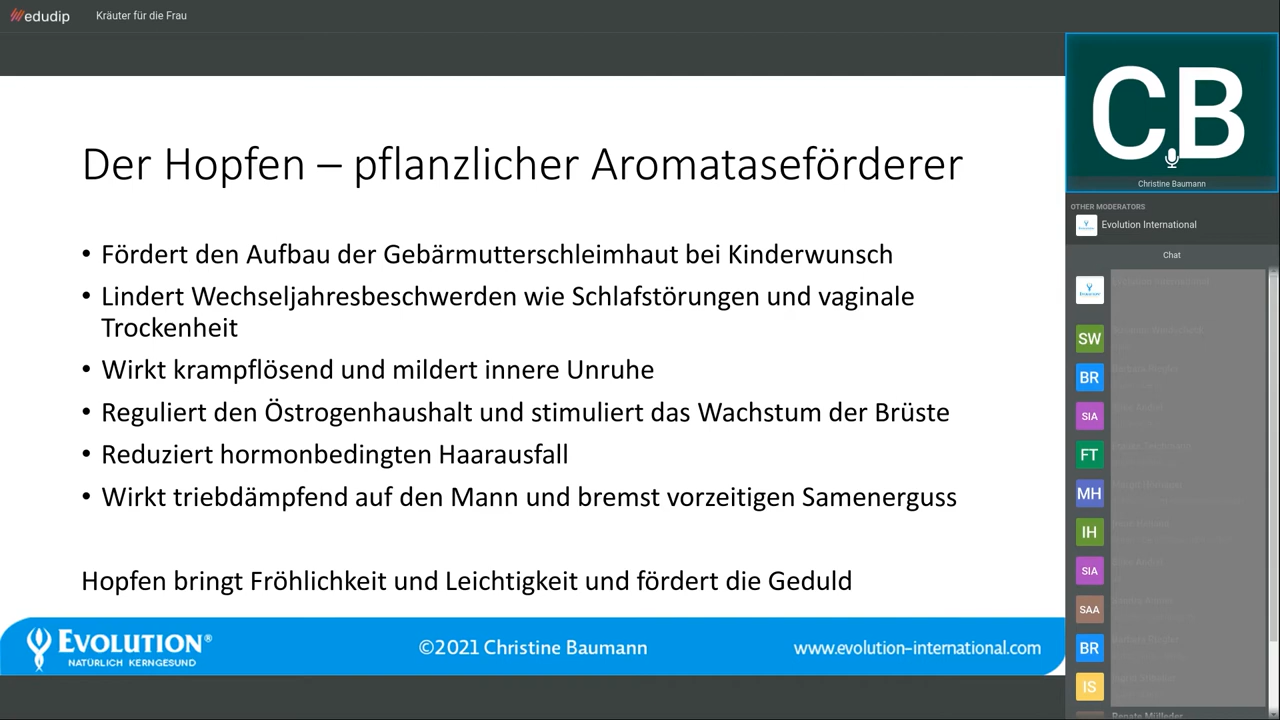 edudip
Kräuter für die Frau
Der Hopfen – pflanzlicher Aromataseförderer
• Fördert den Aufbau der Gebärmutterschleimhaut bei Kinderwunsch
• Lindert Wechseljahresbeschwerden wie Schlafstörungen und vaginale
Trockenheit
• Wirkt krampflösend und mildert innere Unruhe
• Reguliert den Östrogenhaushalt und stimuliert das Wachstum der Brüste
• Reduziert hormonbedingten Haarausfall
• Wirkt triebdämpfend auf den Mann und bremst vorzeitigen Samenerguss
Hopfen bringt Fröhlichkeit und Leichtigkeit und fördert die Geduld
EVOLUTION®
NATÜRLICH KERNGESUND
©2021 Christine Baumann
www.evolution-international.com
CB
Christine Baumann
OTHER MODERATORS
Evolution International
Chat
EVOLUTION
SW
BR
SIA
FT
MH
IH
SIA
SAA
BR
IS